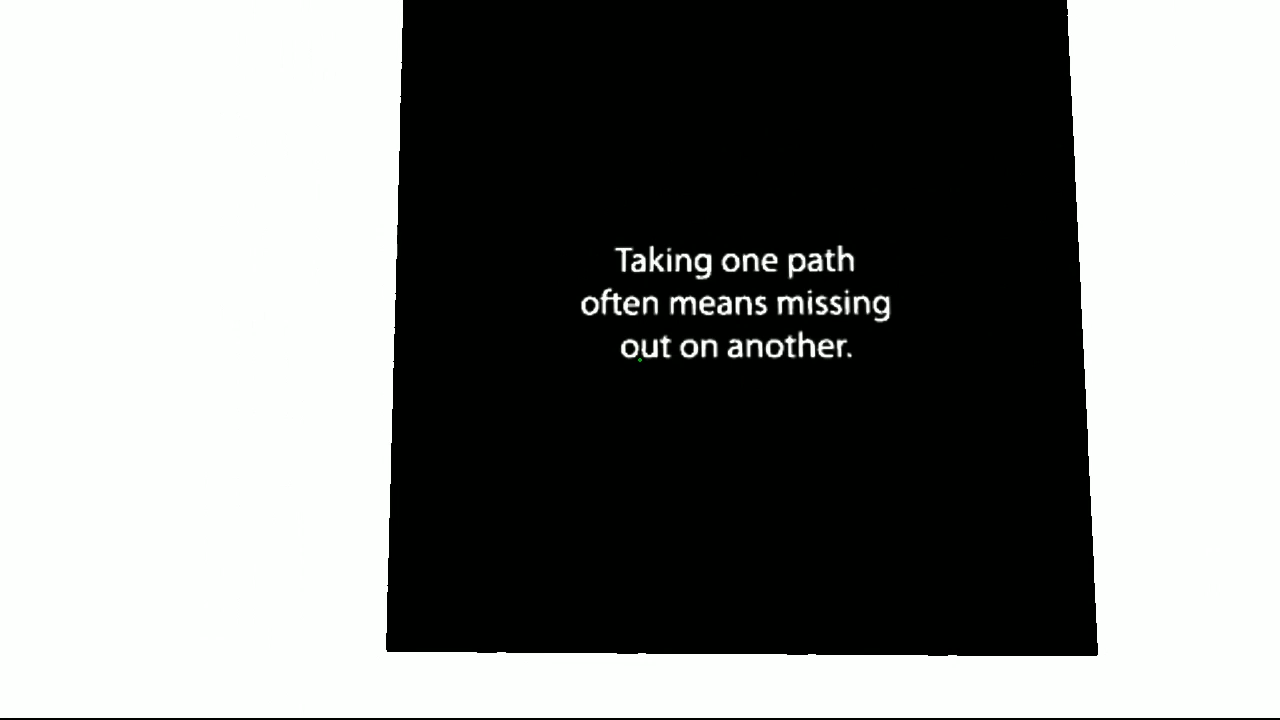 Taking one path
often means missing
out on another.